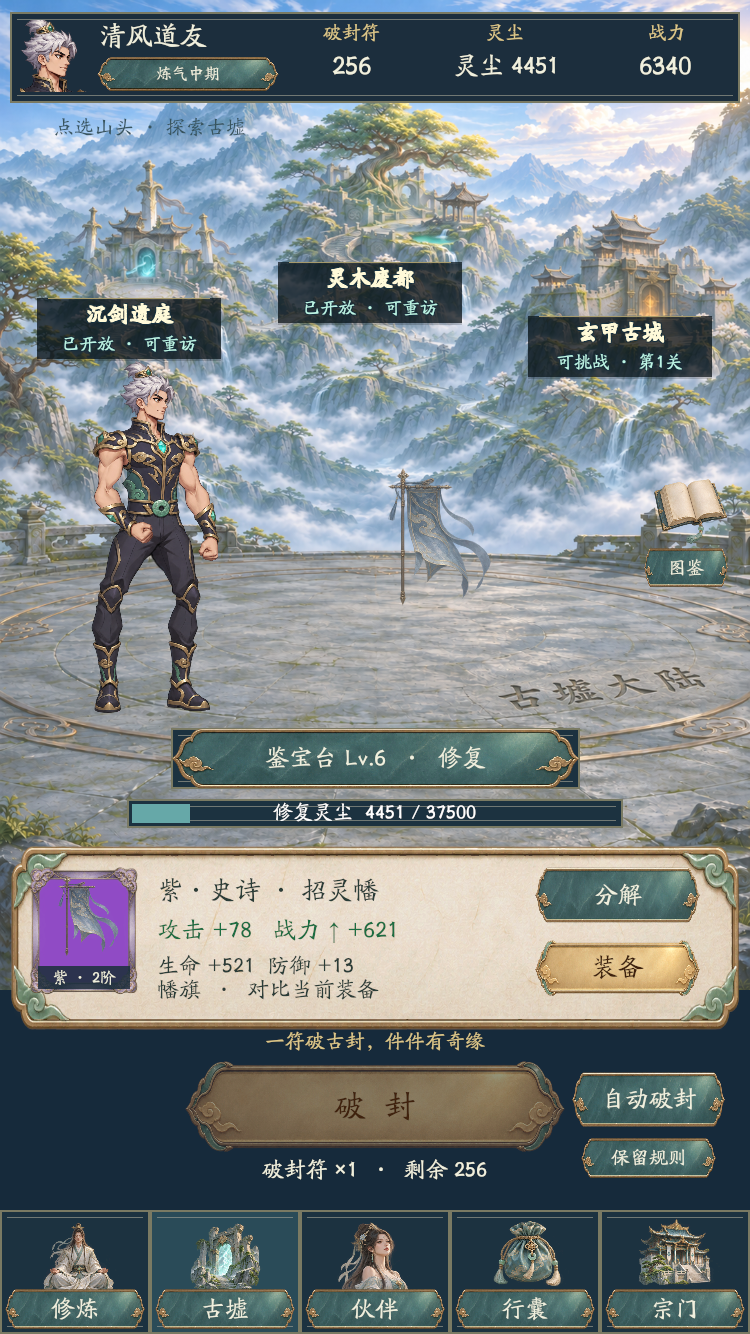 清风道友
炼气中期
破封符
256
灵尘
灵尘 4451
战力
6340
点选山头 · 探索古墟
灵木废都
已开放 · 可重访
沉剑遗庭
已开放 · 可重访
玄甲古城
可挑战 · 第1关
图鉴
古墟大陆
鉴宝台 Lv.6 · 修复
修复灵尘 4451 / 37500
紫 · 史诗 · 招灵幡
攻击 +78 战力↑ +621
生命 +521 防御 +13
幡旗 · 对比当前装备
紫 · 2阶
分解
装备
一符破古封，件件有奇缘
破封
自动破封
破封符 ×1 · 剩余 256
保留规则
修炼
古墟
伙伴
行囊
宗门